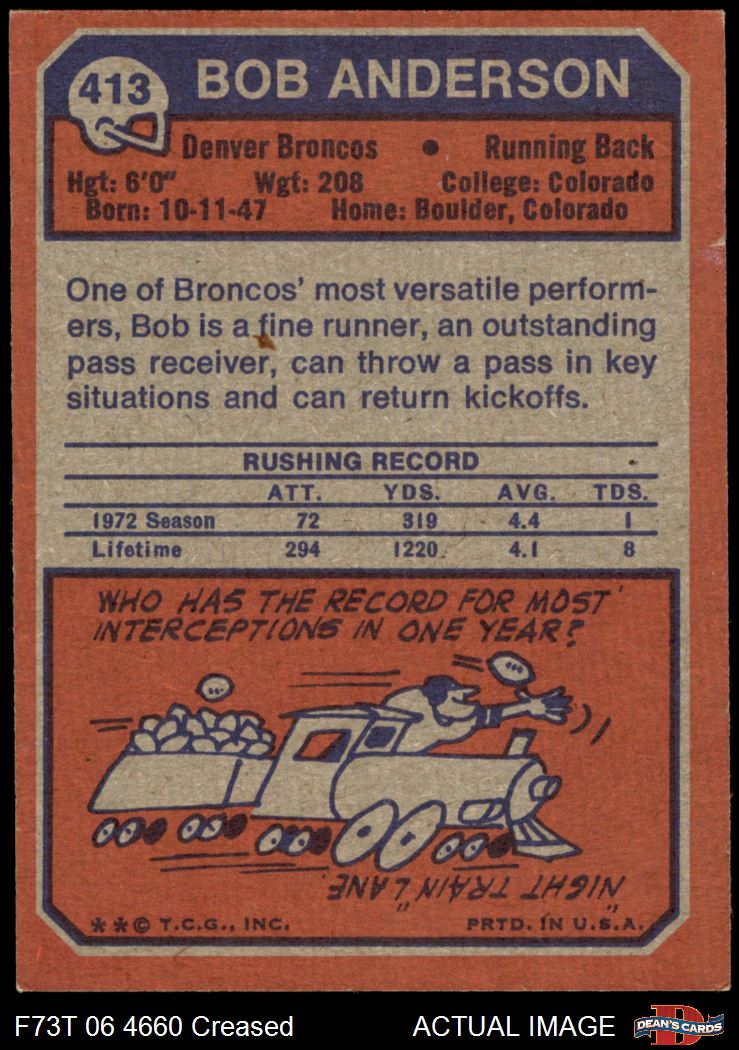 413
BOB ANDERSON
Denver Broncos • Running Back
Hgt: 6'0" Wgt: 208 College: Colorado
Born: 10-11-47 Home: Boulder, Colorado
One of Broncos' most versatile perform-
ers, Bob is a fine runner, an outstanding
pass receiver, can throw a pass in key
situations and can return kickoffs.
RUSHING RECORD
ATT. YDS. AVG. TDS.
1972 Season 72 319 4.4 1
Lifetime 294 1220 4.1 8
WHO HAS THE RECORD FOR MOST
INTERCEPTIONS IN ONE YEAR?
"NIGHT TRAIN" LANE
**© T.C.G., INC. PRTD. IN U.S.A.
F73T 06 4660 Creased ACTUAL IMAGE
D
DEAN'S CARDS